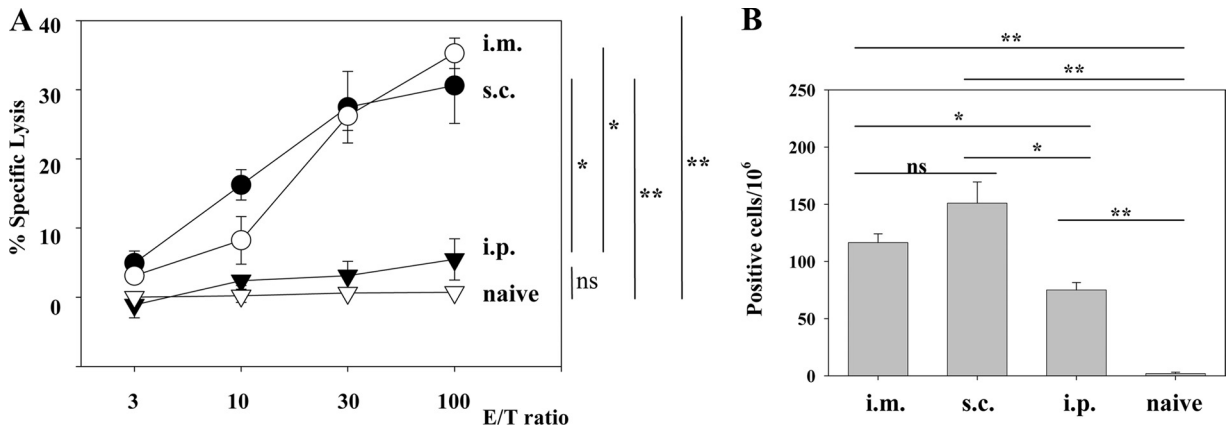 A
40
30
20
10
0
% Specific Lysis
3
10
30
100
E/T ratio
i.m.
s.c.
i.p.
naive
*
*
**
**
ns
B
**
**
*
*
ns
**
250
200
150
100
50
0
Positive cells/10⁶
i.m.
s.c.
i.p.
naive